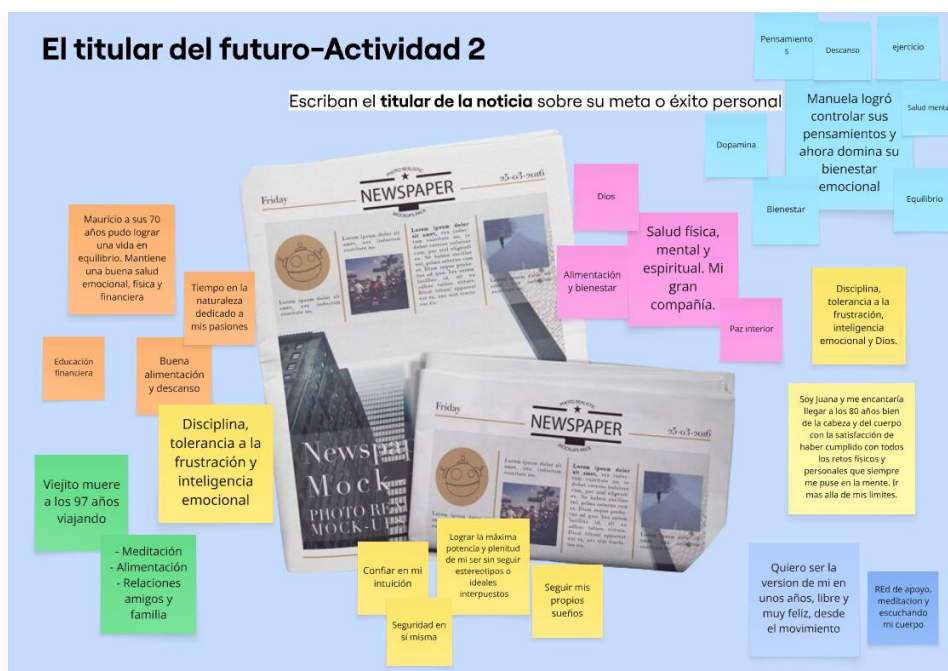 El titular del futuro-Actividad 2
Escriban el titular de la noticia sobre su meta o éxito personal
Pensamiento
s
Descanso
ejercicio
Manuela logró
controlar sus
pensamientos y
ahora domina su
bienestar
emocional
Salud menta
Dopamina
Bienestar
Equilibrio
Dios
Salud física,
mental y
espiritual. Mi
gran
compañía.
Alimentación
y bienestar
Paz interior
Disciplina,
tolerancia a la
frustración,
inteligencia
emocional y Dios.
Mauricio a sus 70
años pudo lograr
una vida en
equilibrio. Mantiene
una buena salud
emocional, física y
financiera
Tiempo en la
naturaleza
dedicado a
mis pasiones
Educación
financiera
Buena
alimentación
y descanso
Disciplina,
tolerancia a la
frustración y
inteligencia
emocional
Viejito muere
a los 97 años
viajando
- Meditación
- Alimentación
- Relaciones
amigos y
familia
Friday
PHOTO REALISTIC
NEWSPAPER
MOCKUPS PACK
25-03-2016
Friday
PHOTO REALISTIC
NEWSPAPER
MOCKUPS PACK
25-03-2016
Soy Juana y me encantaría
llegar a los 80 años bien
de la cabeza y del cuerpo
con la satisfacción de
haber cumplido con todos
los retos físicos y
personales que siempre
me puse en la mente. Ir
mas alla de mis limites.
Confiar en mi
intuición
Lograr la máxima
potencia y plenitud
de mi ser sin seguir
estereotipos o
ideales
interpuestos
Seguir mis
propios
sueños
Seguridad en
sí misma
Quiero ser la
version de mi en
unos años, libre y
muy feliz, desde
el movimiento
REd de apoyo,
meditacion y
escuchando
mi cuerpo